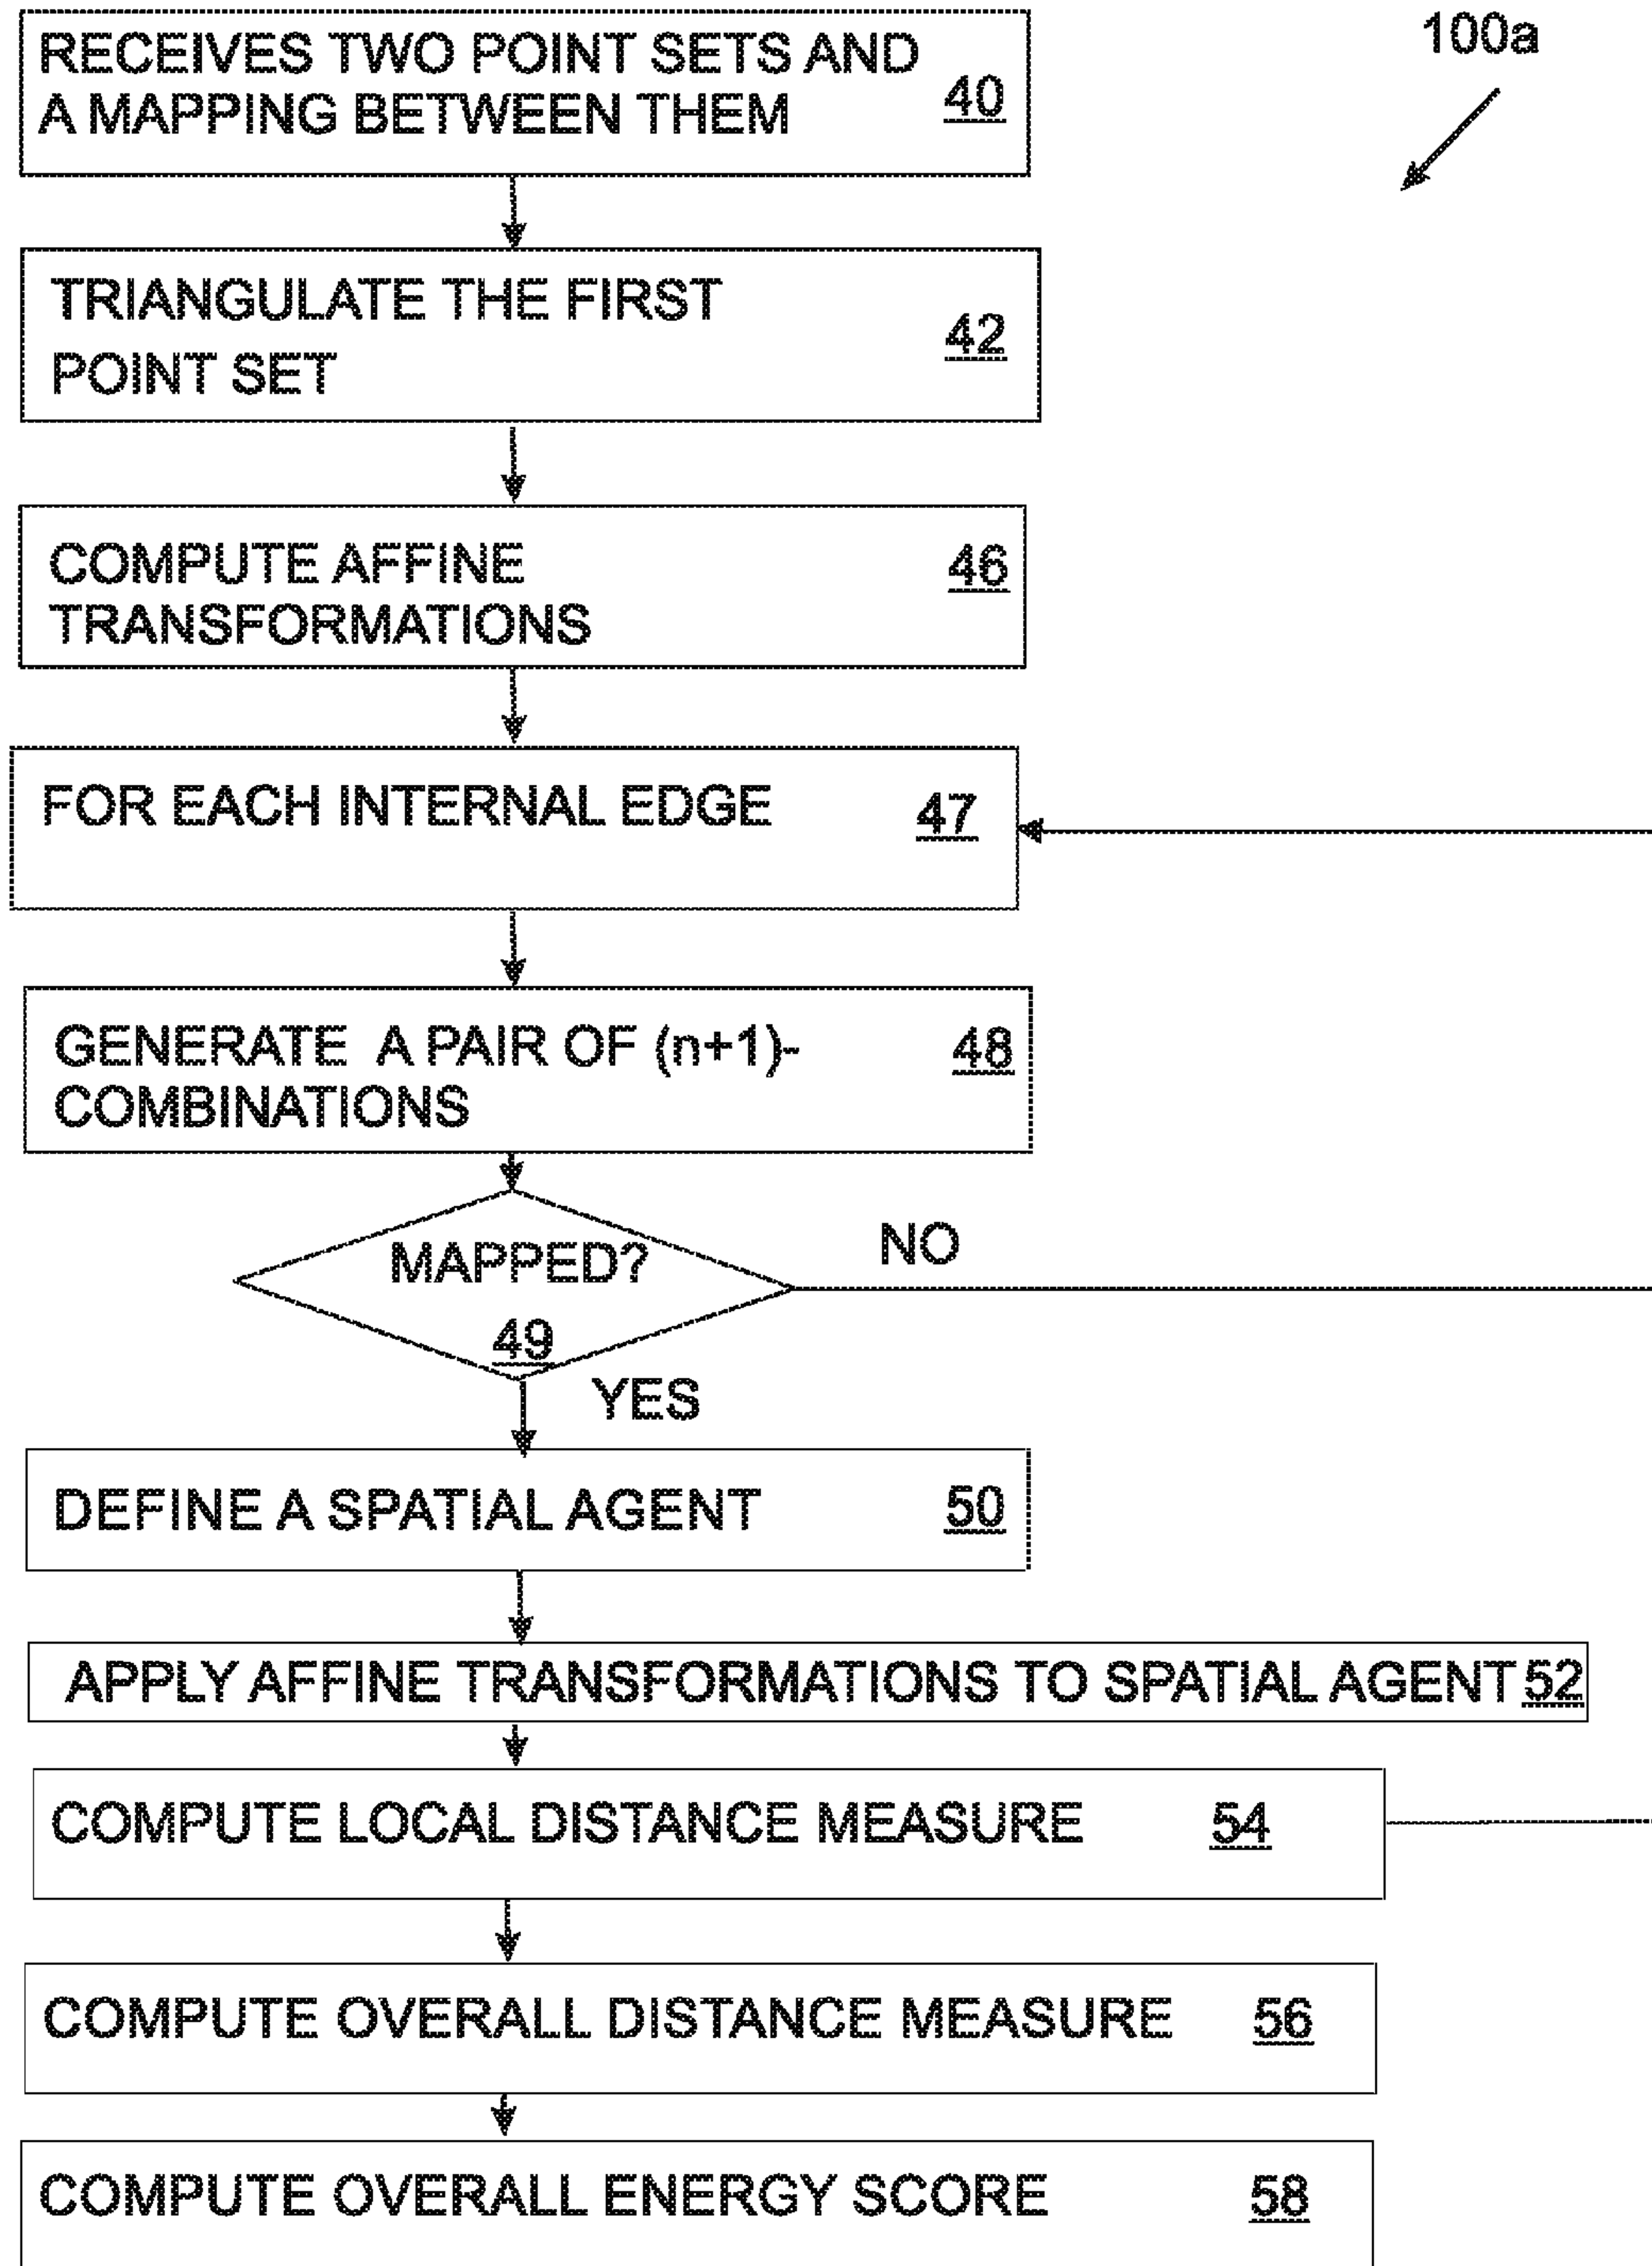 100a
RECEIVES TWO POINT SETS AND
A MAPPING BETWEEN THEM 40
TRIANGULATE THE FIRST
POINT SET 42
COMPUTE AFFINE 46
TRANSFORMATIONS
FOR EACH INTERNAL EDGE 47
GENERATE A PAIR OF (n+1)- 48
COMBINATIONS
MAPPED?
49
NO
YES
DEFINE A SPATIAL AGENT 50
APPLY AFFINE TRANSFORMATIONS TO SPATIAL AGENT 52
COMPUTE LOCAL DISTANCE MEASURE 54
COMPUTE OVERALL DISTANCE MEASURE 56
COMPUTE OVERALL ENERGY SCORE 58